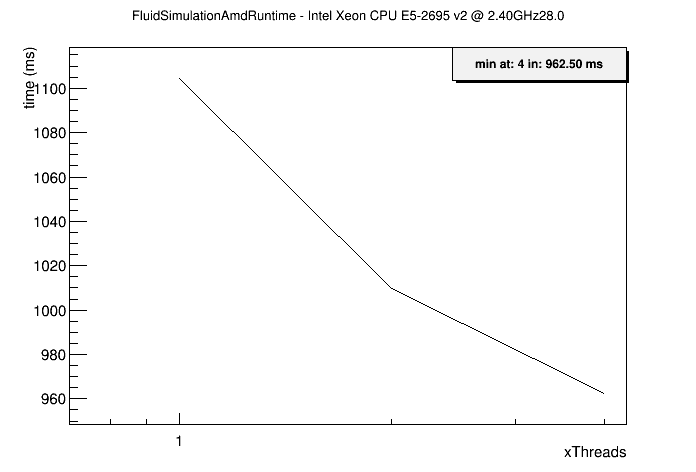 FluidSimulationAmdRuntime - Intel Xeon CPU E5-2695 v2 @ 2.40GHz28.0
time (ms)
min at: 4 in: 962.50 ms
1100
1080
1060
1040
1020
1000
980
960
1
xThreads